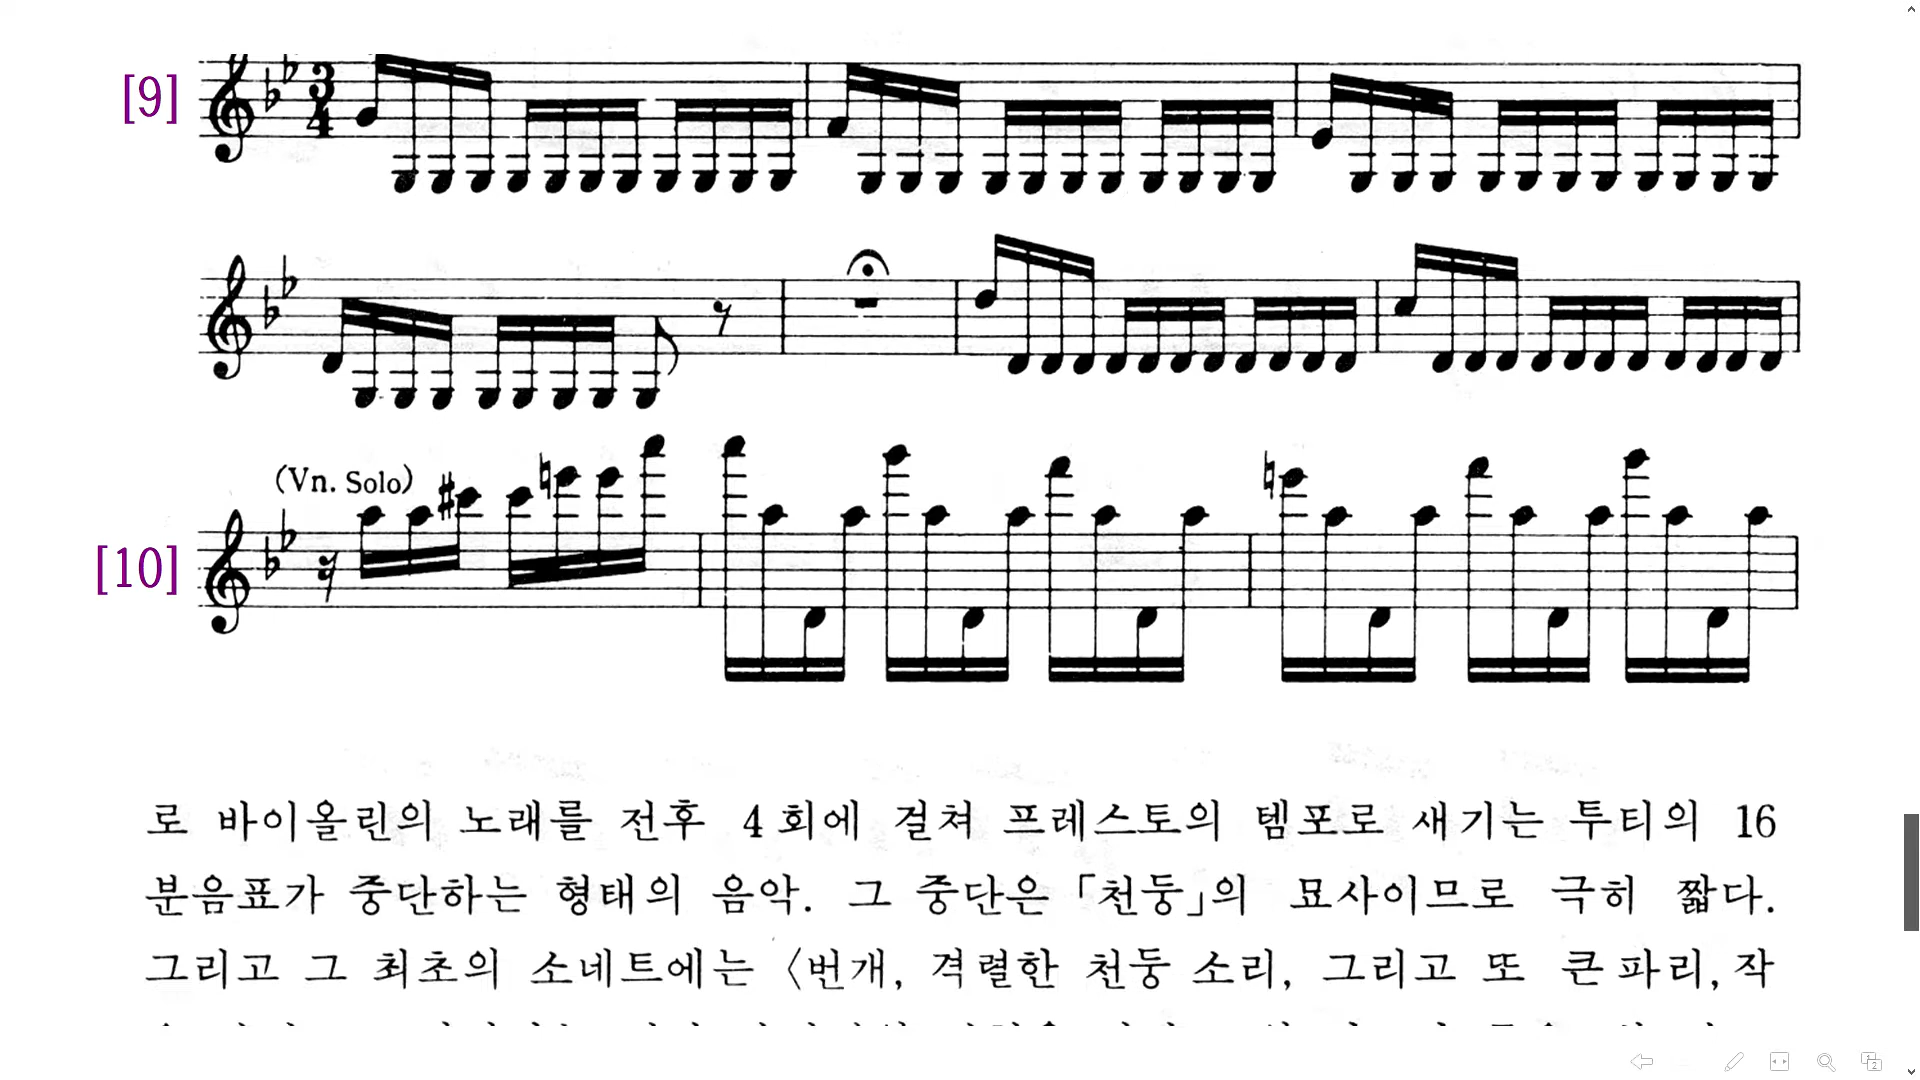 [9]
3
4
(Vn. Solo)
[10]
로 바이올린의 노래를 전후 4회에 걸쳐 프레스토의 템포로 새기는 투티의 16
분음표가 중단하는 형태의 음악. 그 중단은 「천둥」의 묘사이므로 극히 짧다.
그리고 그 최초의 소네트에는 〈번개, 격렬한 천둥 소리, 그리고 또 큰 파리, 작